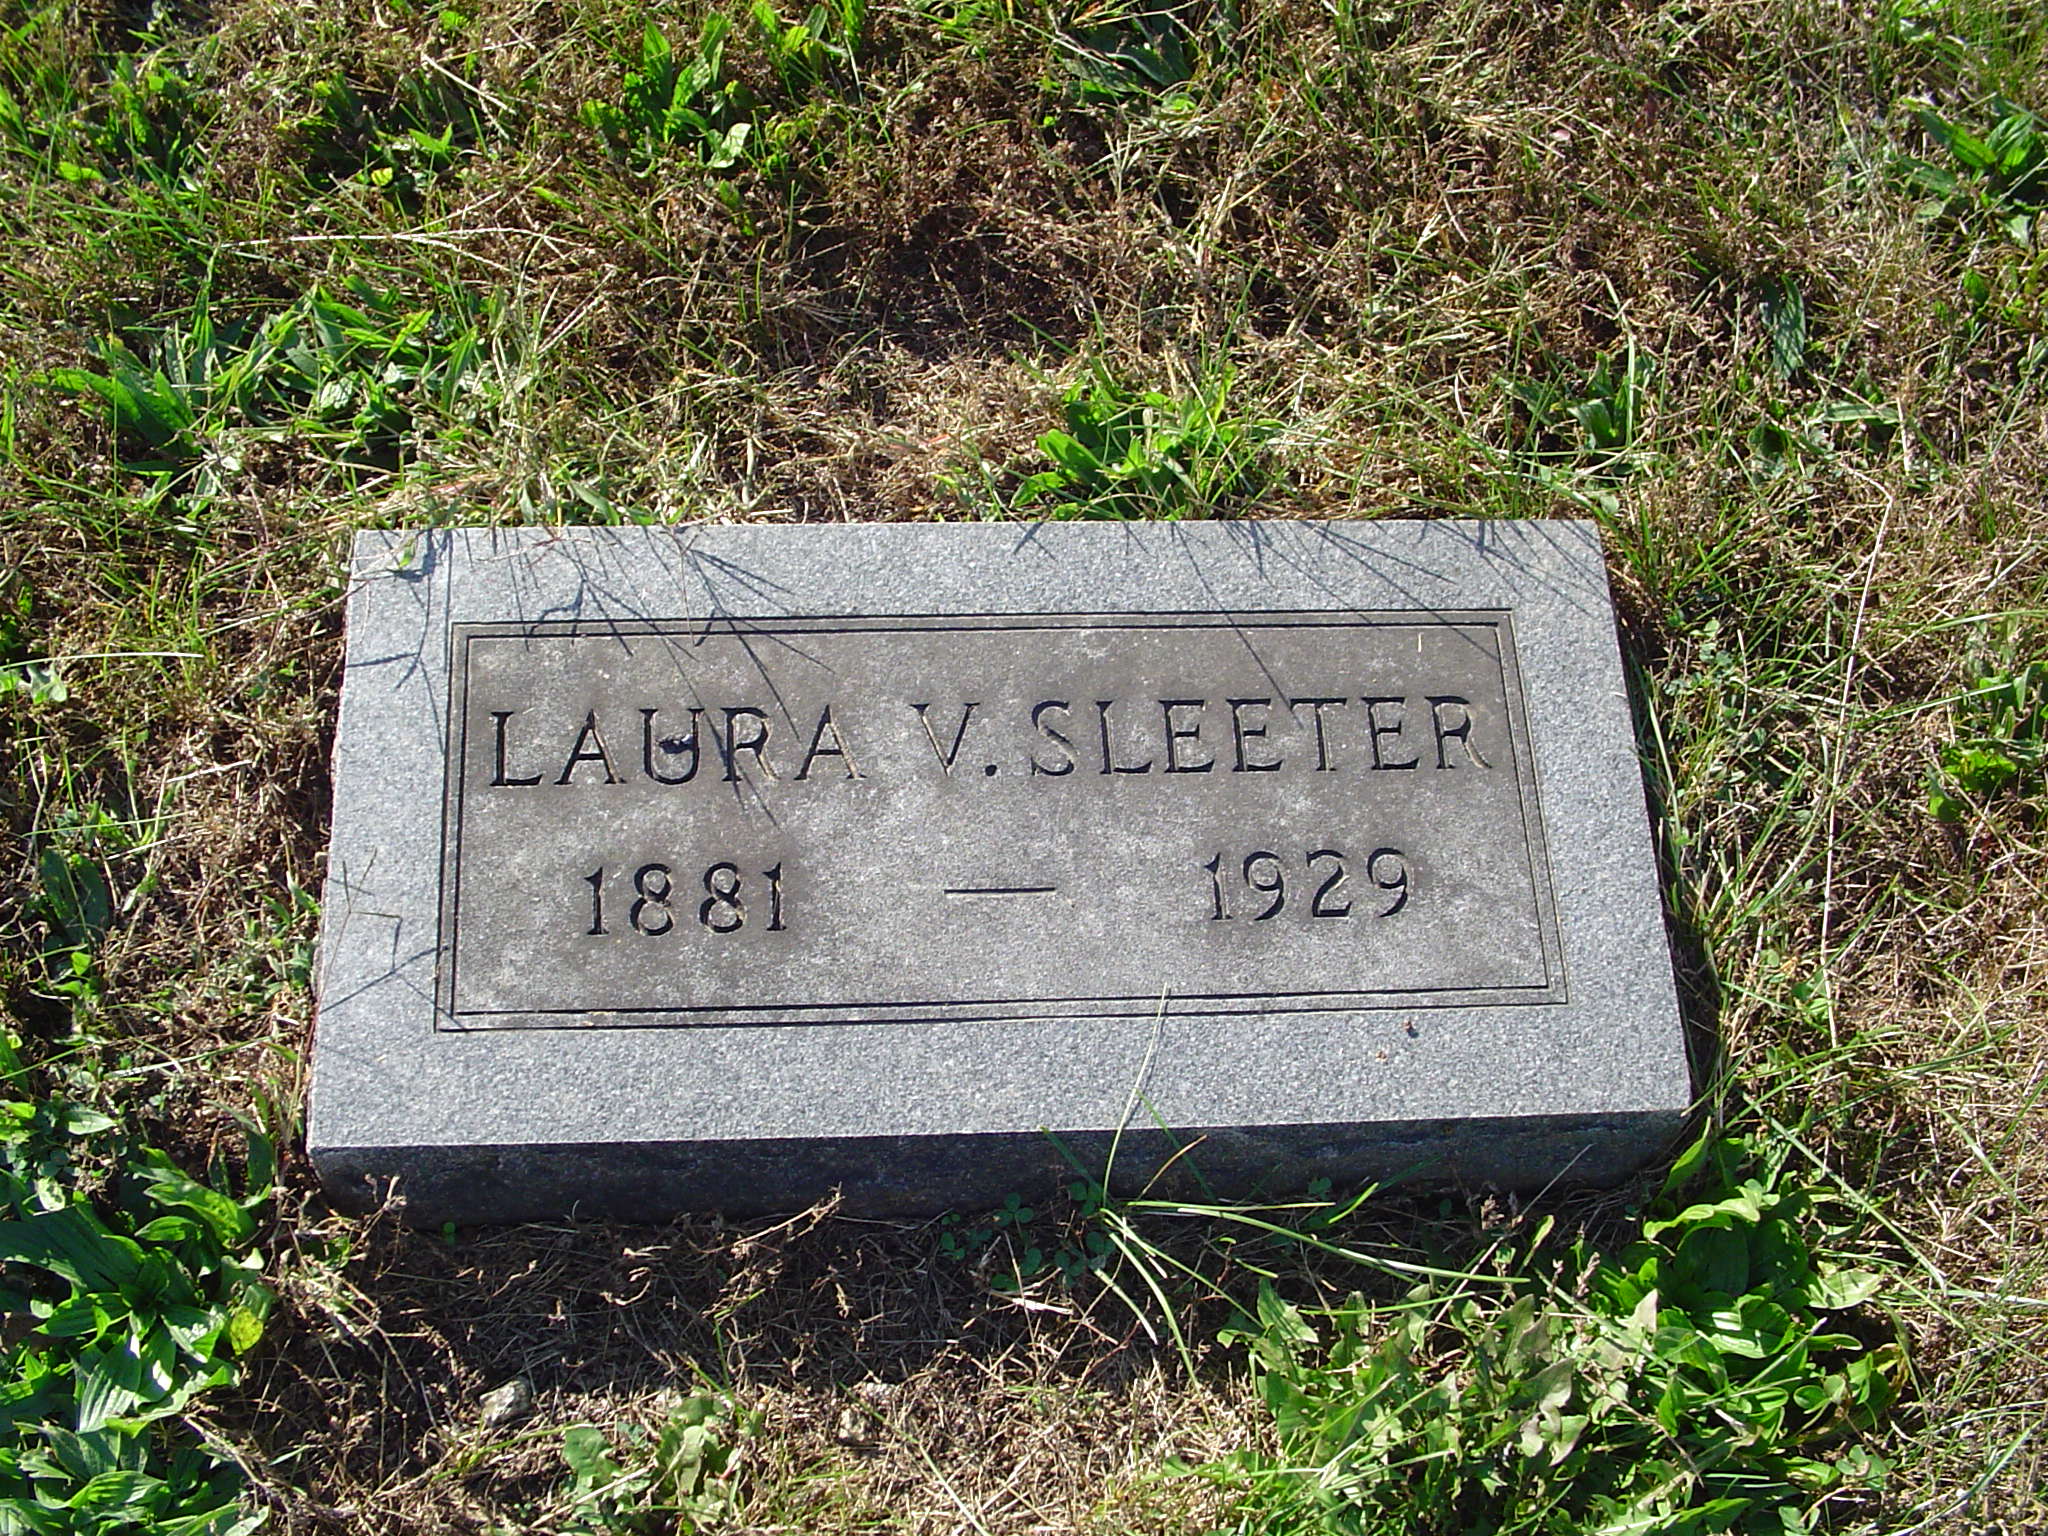 LAURA V. SLEETER
1881 — 1929